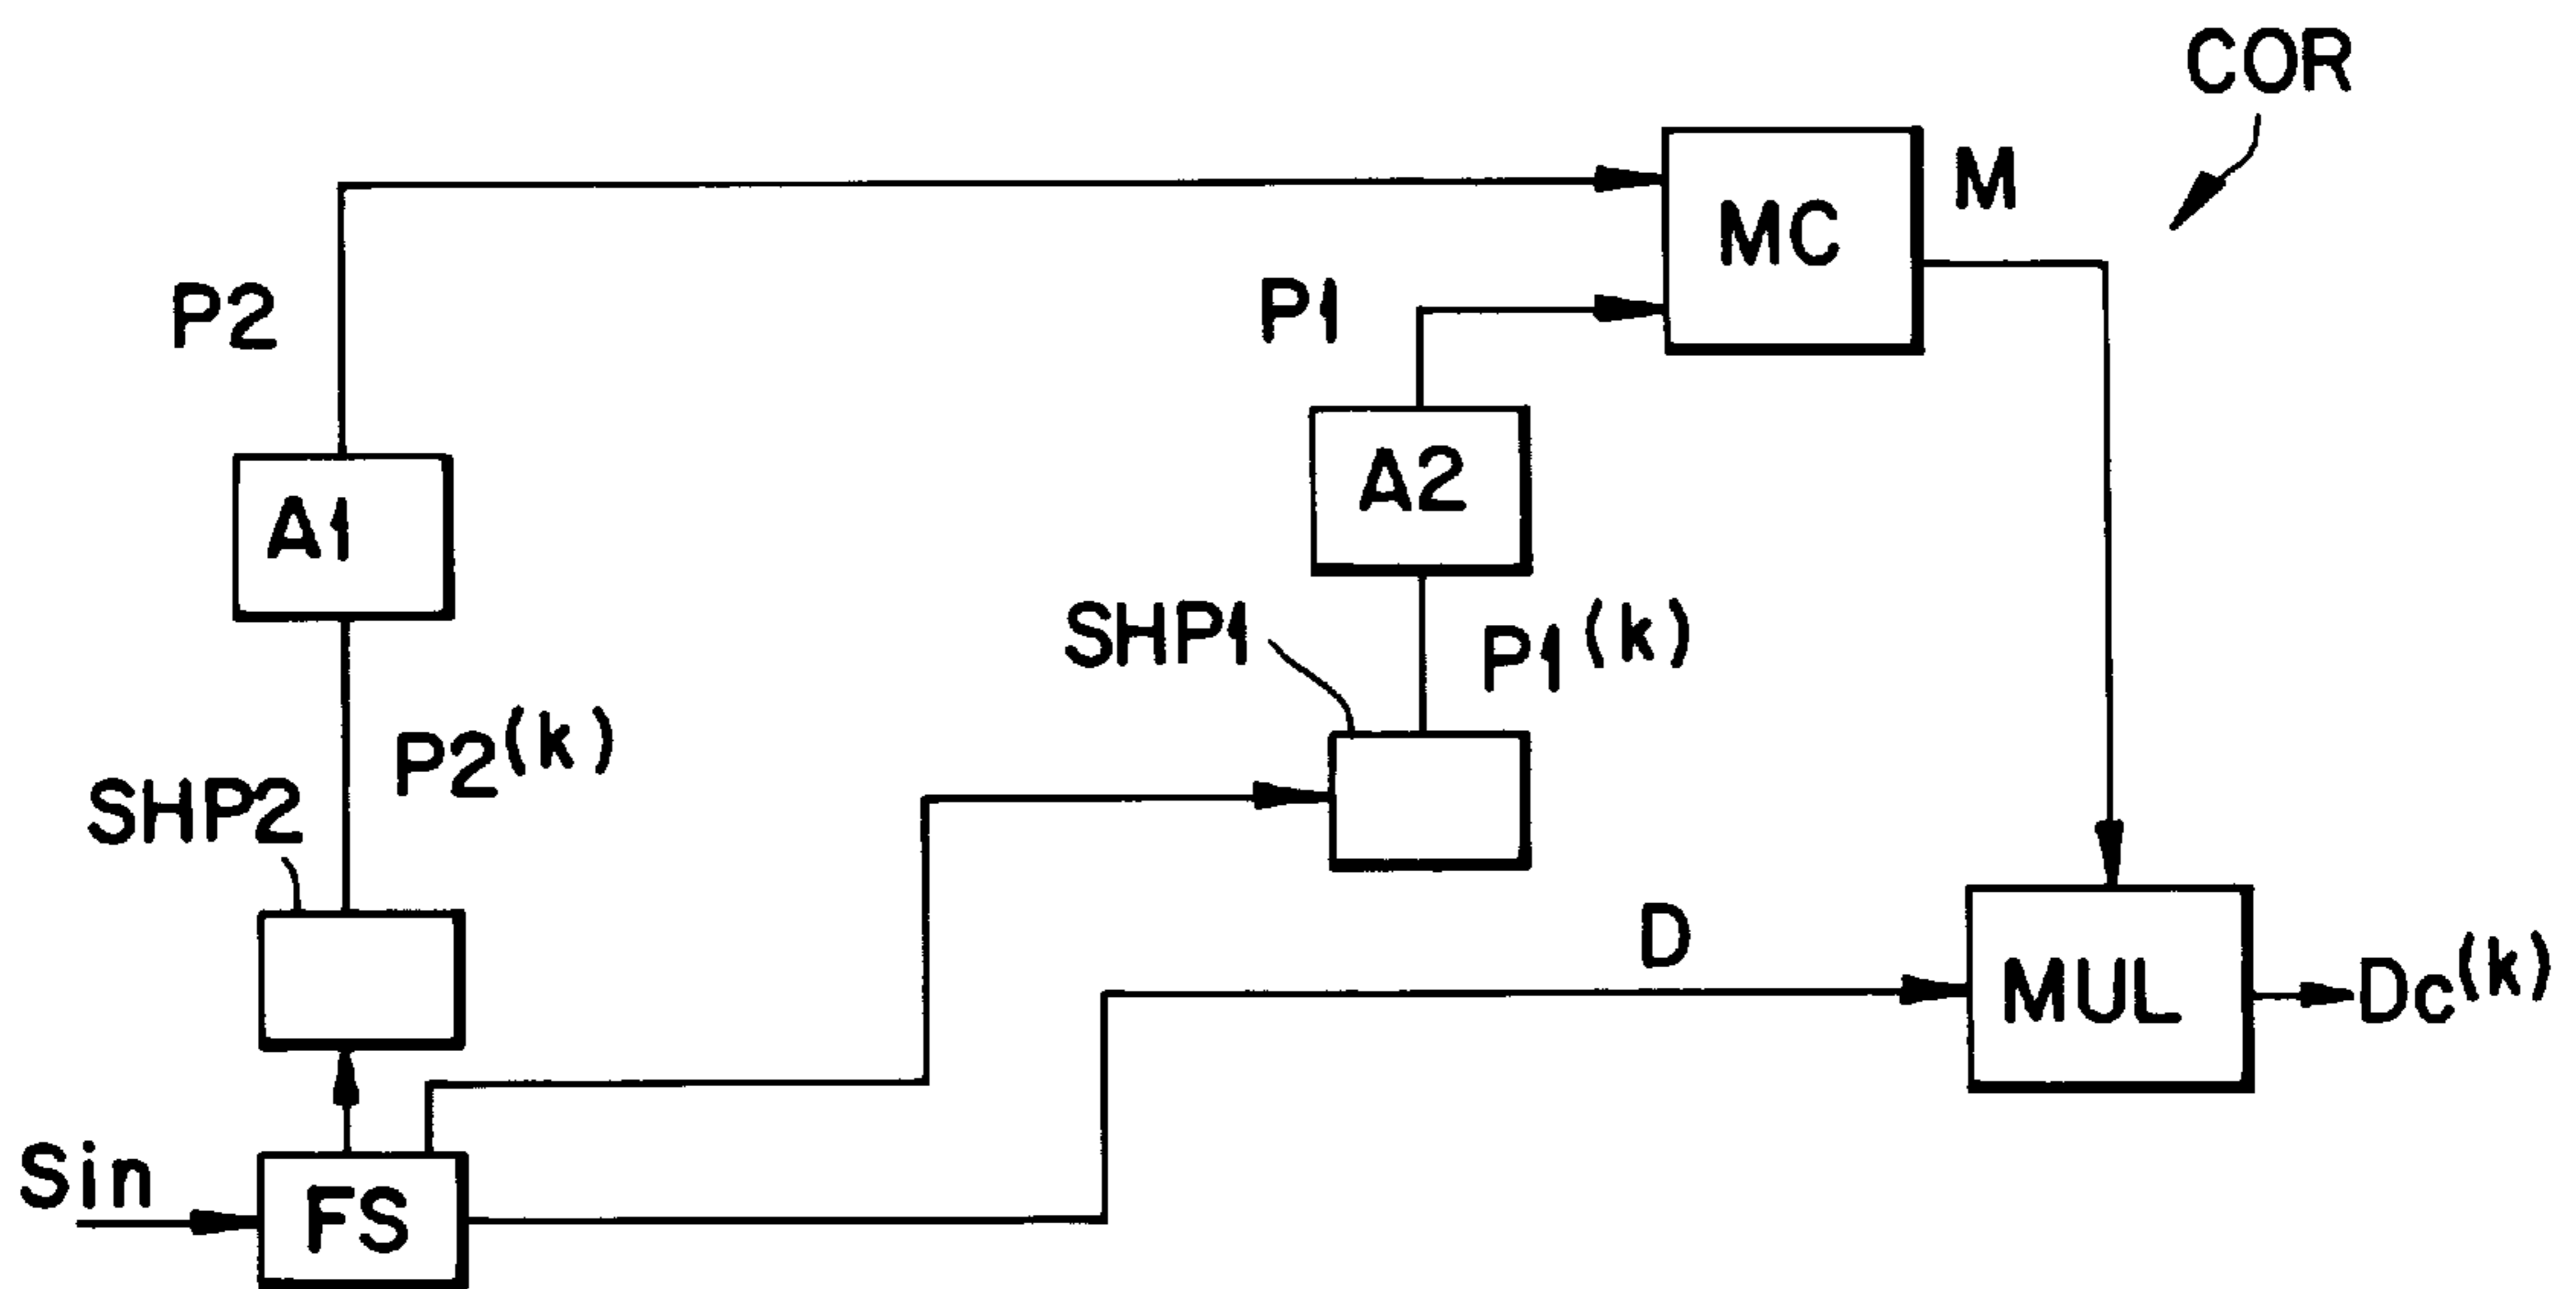 COR
M
MC
P2
P1
A2
A1
SHP1
P1(k)
P2(k)
SHP2
D
MUL
Dc(k)
Sin
FS